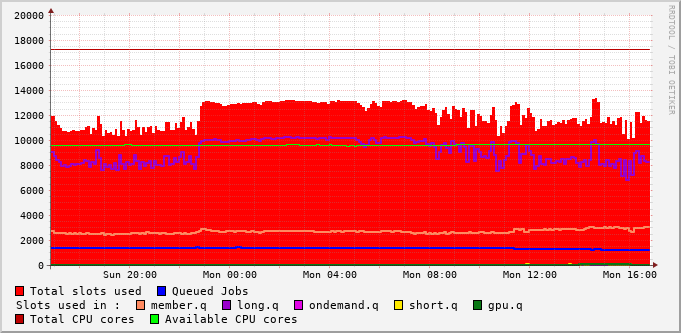 RRDTOOL / TOBI OETIKER
20000
18000
16000
14000
12000
10000
8000
6000
4000
2000
0
Sun 20:00 Mon 00:00 Mon 04:00 Mon 08:00 Mon 12:00 Mon 16:00
Total slots used Queued Jobs
Slots used in : member.q long.q ondemand.q short.q gpu.q
Total CPU cores Available CPU cores